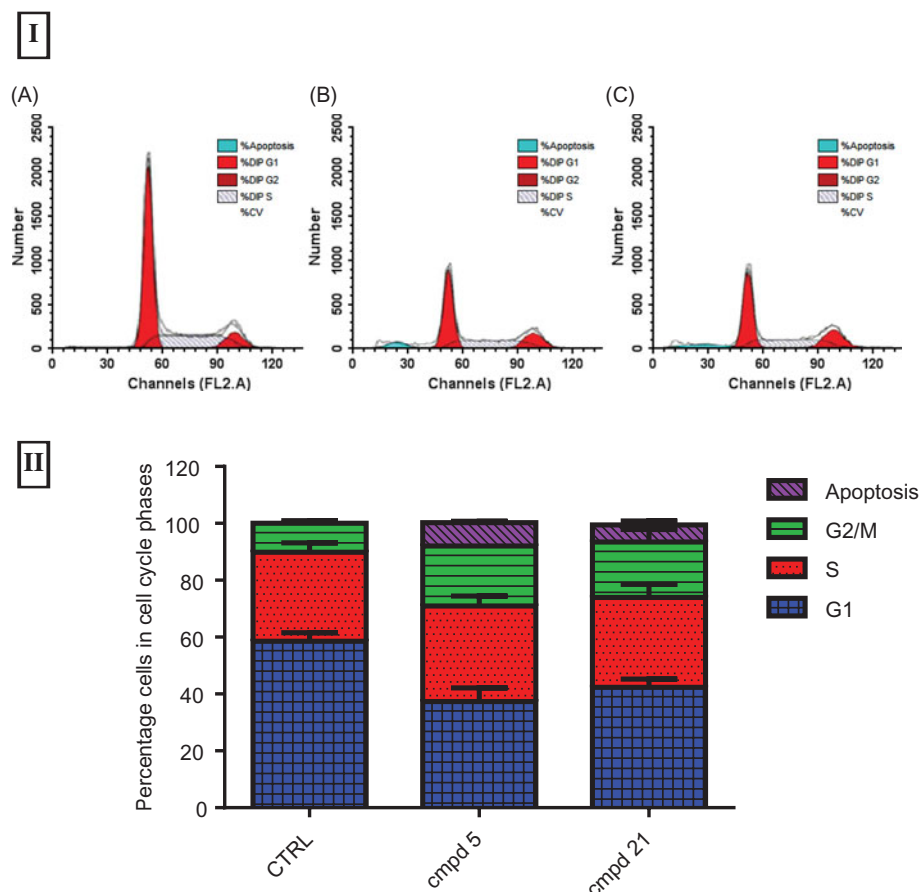 I
(A)
2500
2000
1500
1000
500
0
Number
%Apoptosis
%DIP G1
%DIP G2
%DIP S
%CV
0 30 60 90 120
Channels (FL2.A)
(B)
2500
2000
1500
1000
500
0
Number
%Apoptosis
%DIP G1
%DIP G2
%DIP S
%CV
0 30 60 90 120
Channels (FL2.A)
(C)
2500
2000
1500
1000
500
0
Number
%Apoptosis
%DIP G1
%DIP G2
%DIP S
%CV
0 30 60 90 120
Channels (FL2.A)
II
Percentage cells in cell cycle phases
120
100
80
60
40
20
0
CTRL
cmpd 5
cmpd 21
Apoptosis
G2/M
S
G1